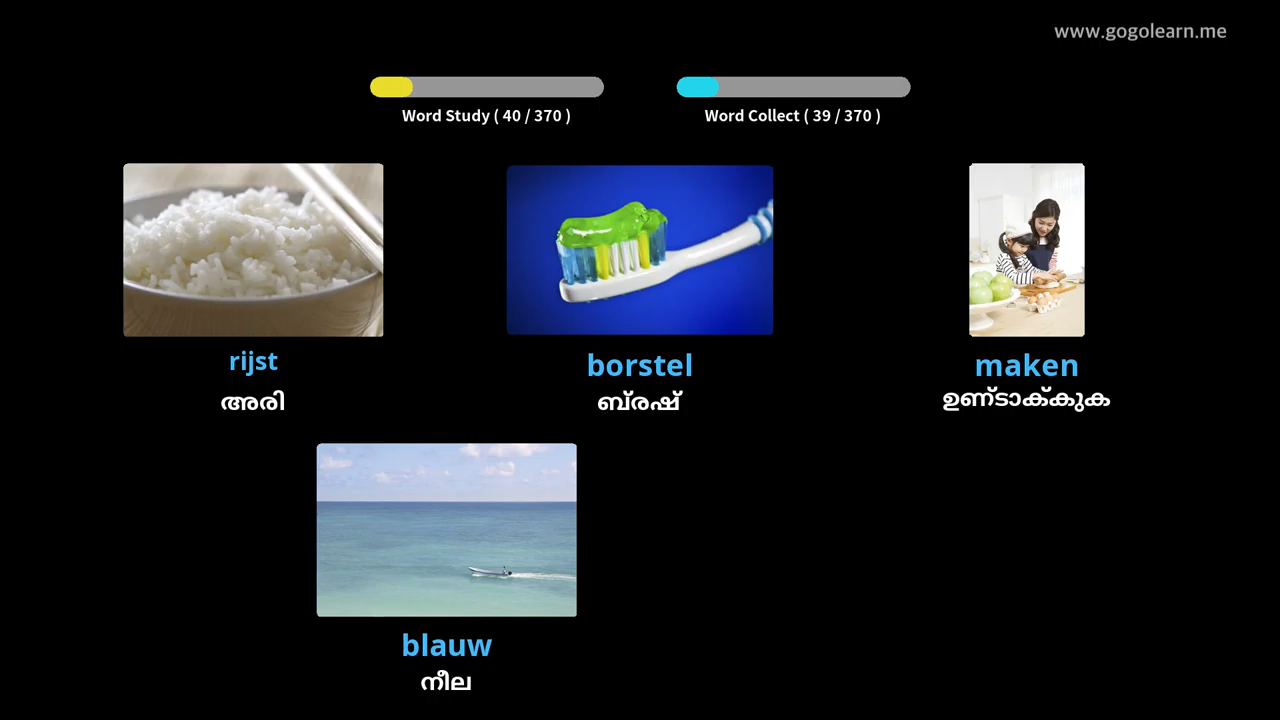 www.gogolearn.me
Word Study ( 40 / 370 )
Word Collect ( 39 / 370 )
rijst
അരി
borstel
ബ്രഷ്
maken
ഉണ്ടാക്കുക
blauw
നീല